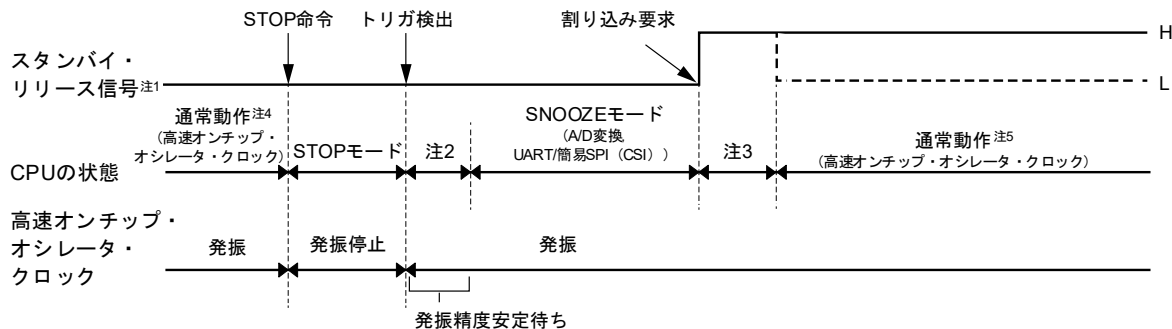 STOP命令
トリガ検出
割り込み要求
H
スタンバイ・
リリース信号注1
L
通常動作注4
(高速オンチップ・
オシレータ・クロック)
STOPモード
注2
SNOOZEモード
(A/D変換,
UART/簡易SPI(CSI))
注3
通常動作注5
(高速オンチップ・オシレータ・クロック)
CPUの状態
高速オンチップ・
オシレータ・
クロック
発振
発振停止
発振
発振精度安定待ち